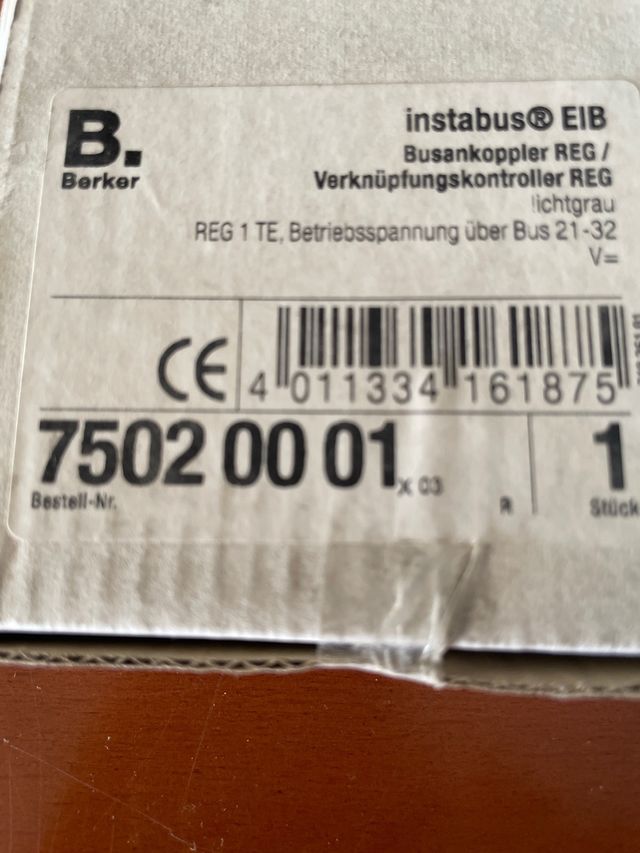 B.
Berker
instabus® EIB
Busankoppler REG /
Verknüpfungskontroller REG
lichtgrau
REG 1 TE, Betriebsspannung über Bus 21-32
V=
CE
4 011334 161875
7502 00 01 x 03
Bestell-Nr.
R
1
Stück